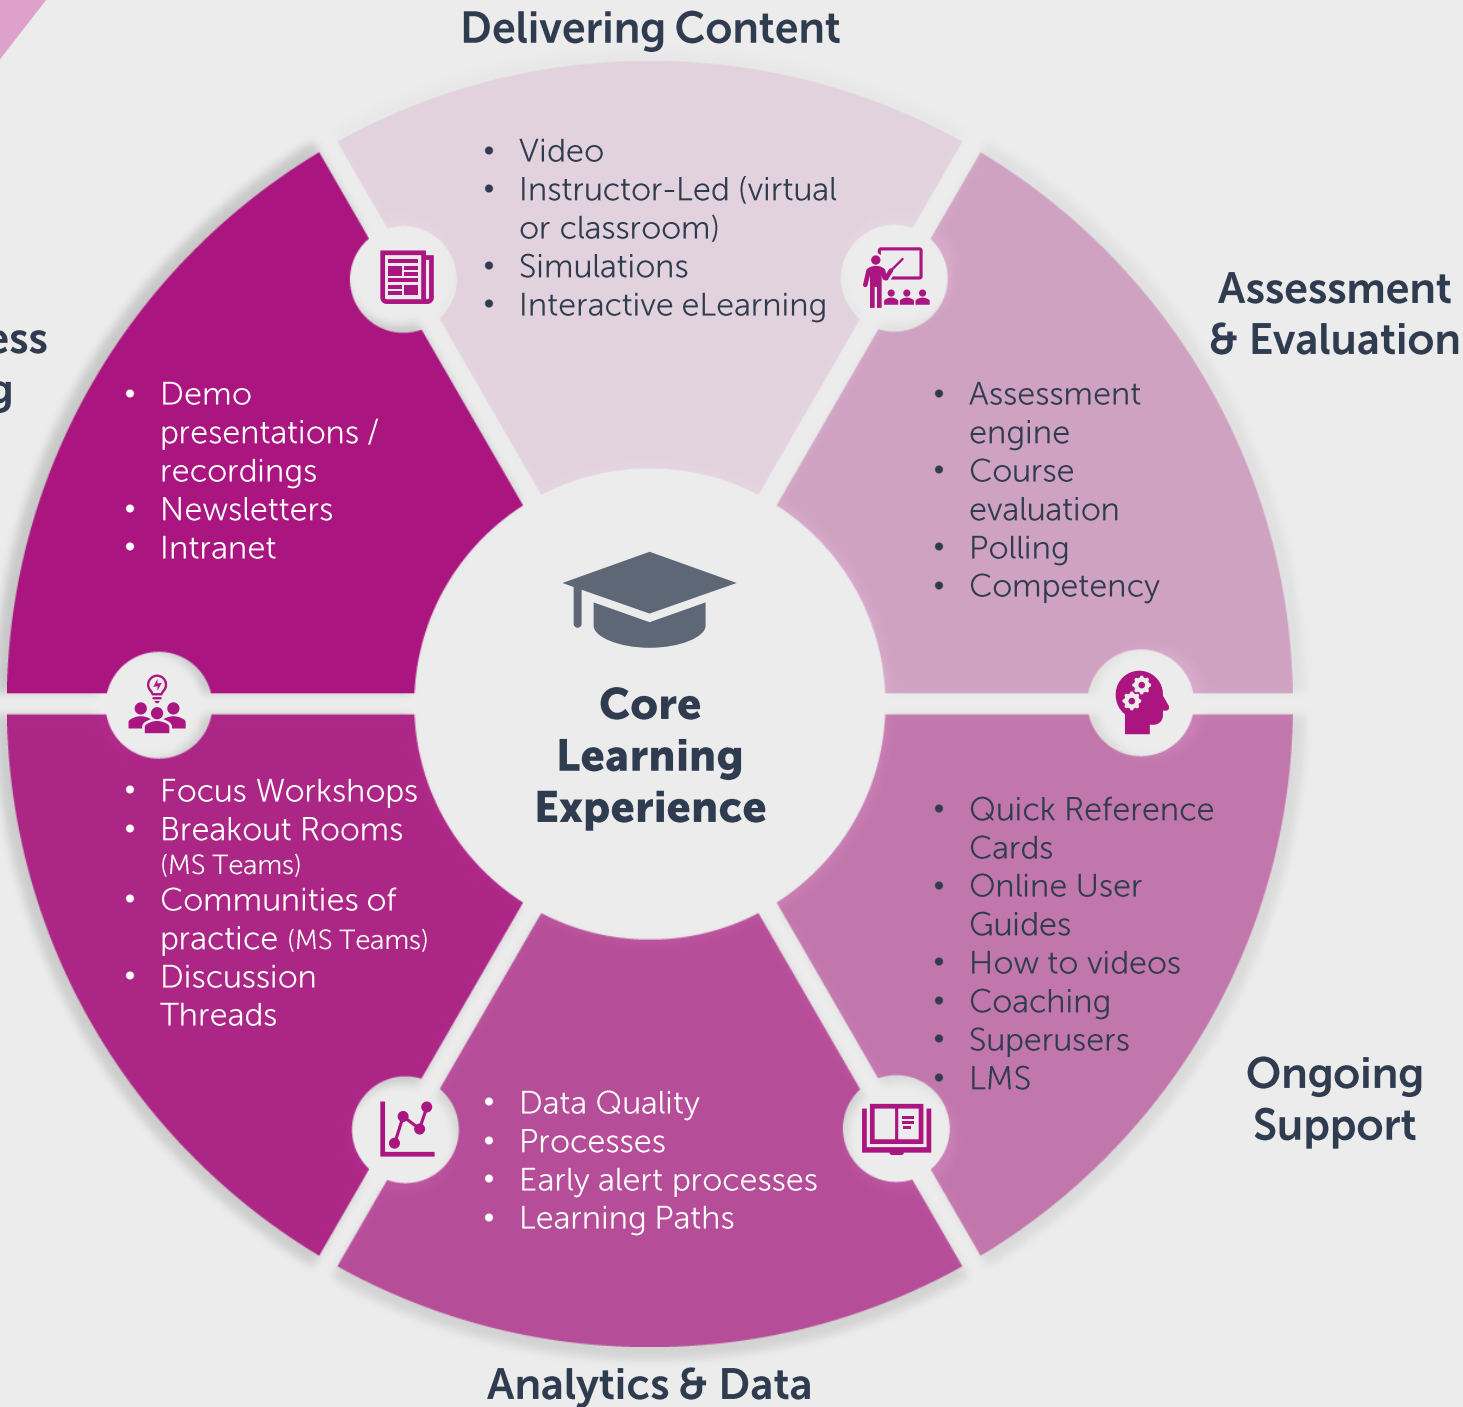 Delivering Content
• Video
• Instructor-Led (virtual
or classroom)
• Simulations
• Interactive eLearning
Assessment
& Evaluation
• Assessment
engine
• Course
evaluation
• Polling
• Competency
• Quick Reference
Cards
• Online User
Guides
• How to videos
• Coaching
• Superusers
• LMS
Ongoing
Support
• Data Quality
• Processes
• Early alert processes
• Learning Paths
Analytics & Data
• Focus Workshops
• Breakout Rooms
(MS Teams)
• Communities of
practice (MS Teams)
• Discussion
Threads
ess
g
• Demo
presentations /
recordings
• Newsletters
• Intranet
Core
Learning
Experience